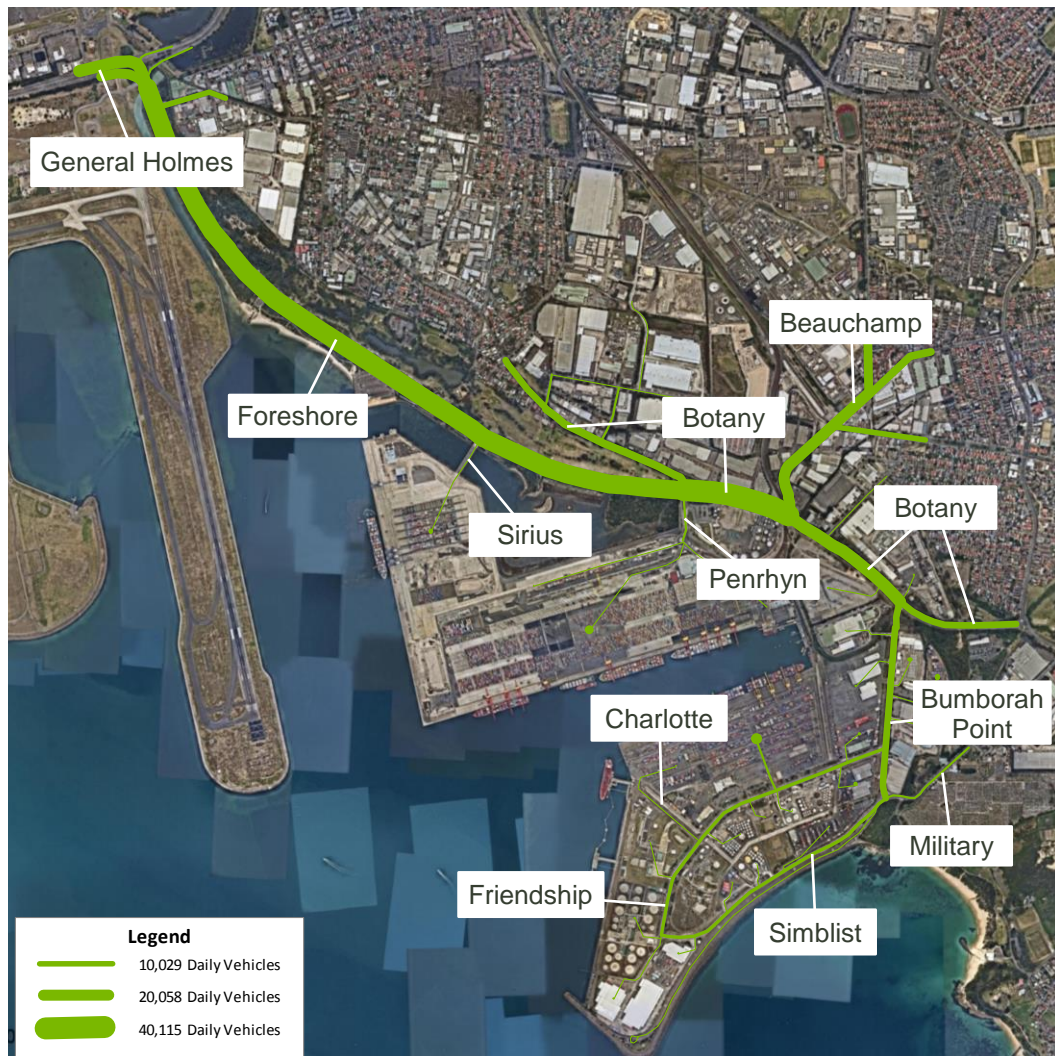 General Holmes
Beauchamp
Foreshore
Botany
Botany
Sirius
Penrhyn
Charlotte
Bumborah
Point
Military
Friendship
Simblist
Legend
10,029 Daily Vehicles
20,058 Daily Vehicles
40,115 Daily Vehicles